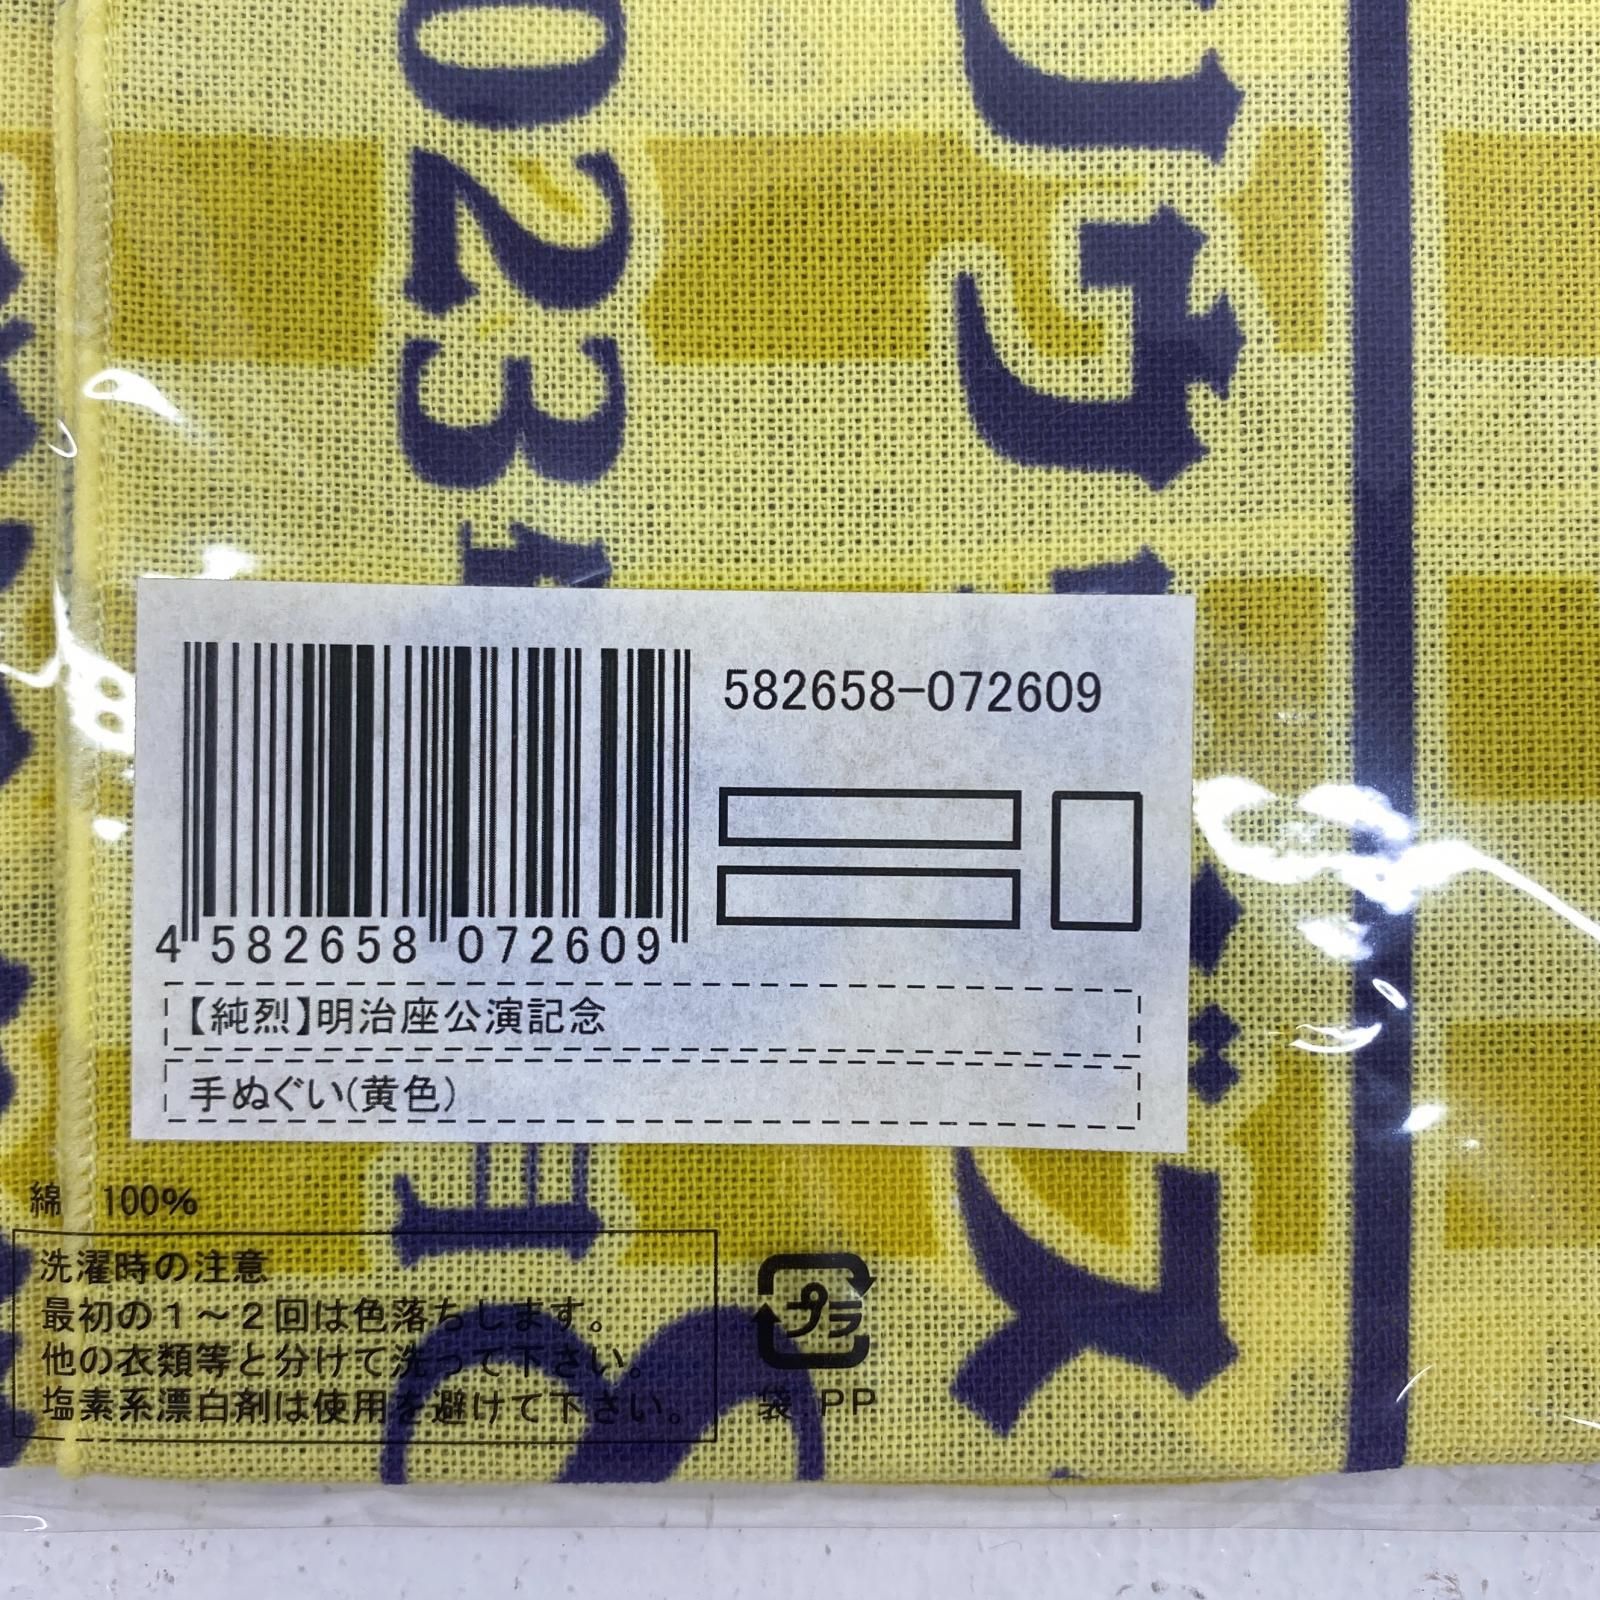 023
582658-072609
4 582658 072609
【純烈】明治座公演記念
手ぬぐい(黄色)
綿 100%
洗濯時の注意
最初の1～2回は色落ちします。
他の衣類等と分けて洗って下さい。
塩素系漂白剤は使用を避けて下さい。
プラ
袋:PP